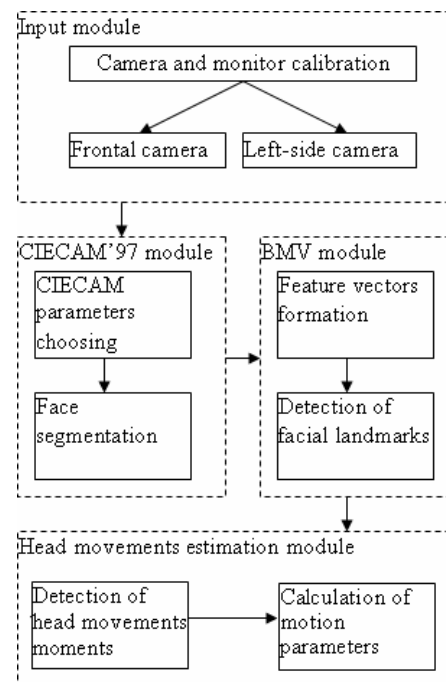 Input module
Camera and monitor calibration
Frontal camera
Left-side camera
CIECAM'97 module
CIECAM
parameters
choosing
Face
segmentation
BMV module
Feature vectors
formation
Detection of
facial landmarks
Head movements estimation module
Detection of
head movements
moments
Calculation of
motion
parameters